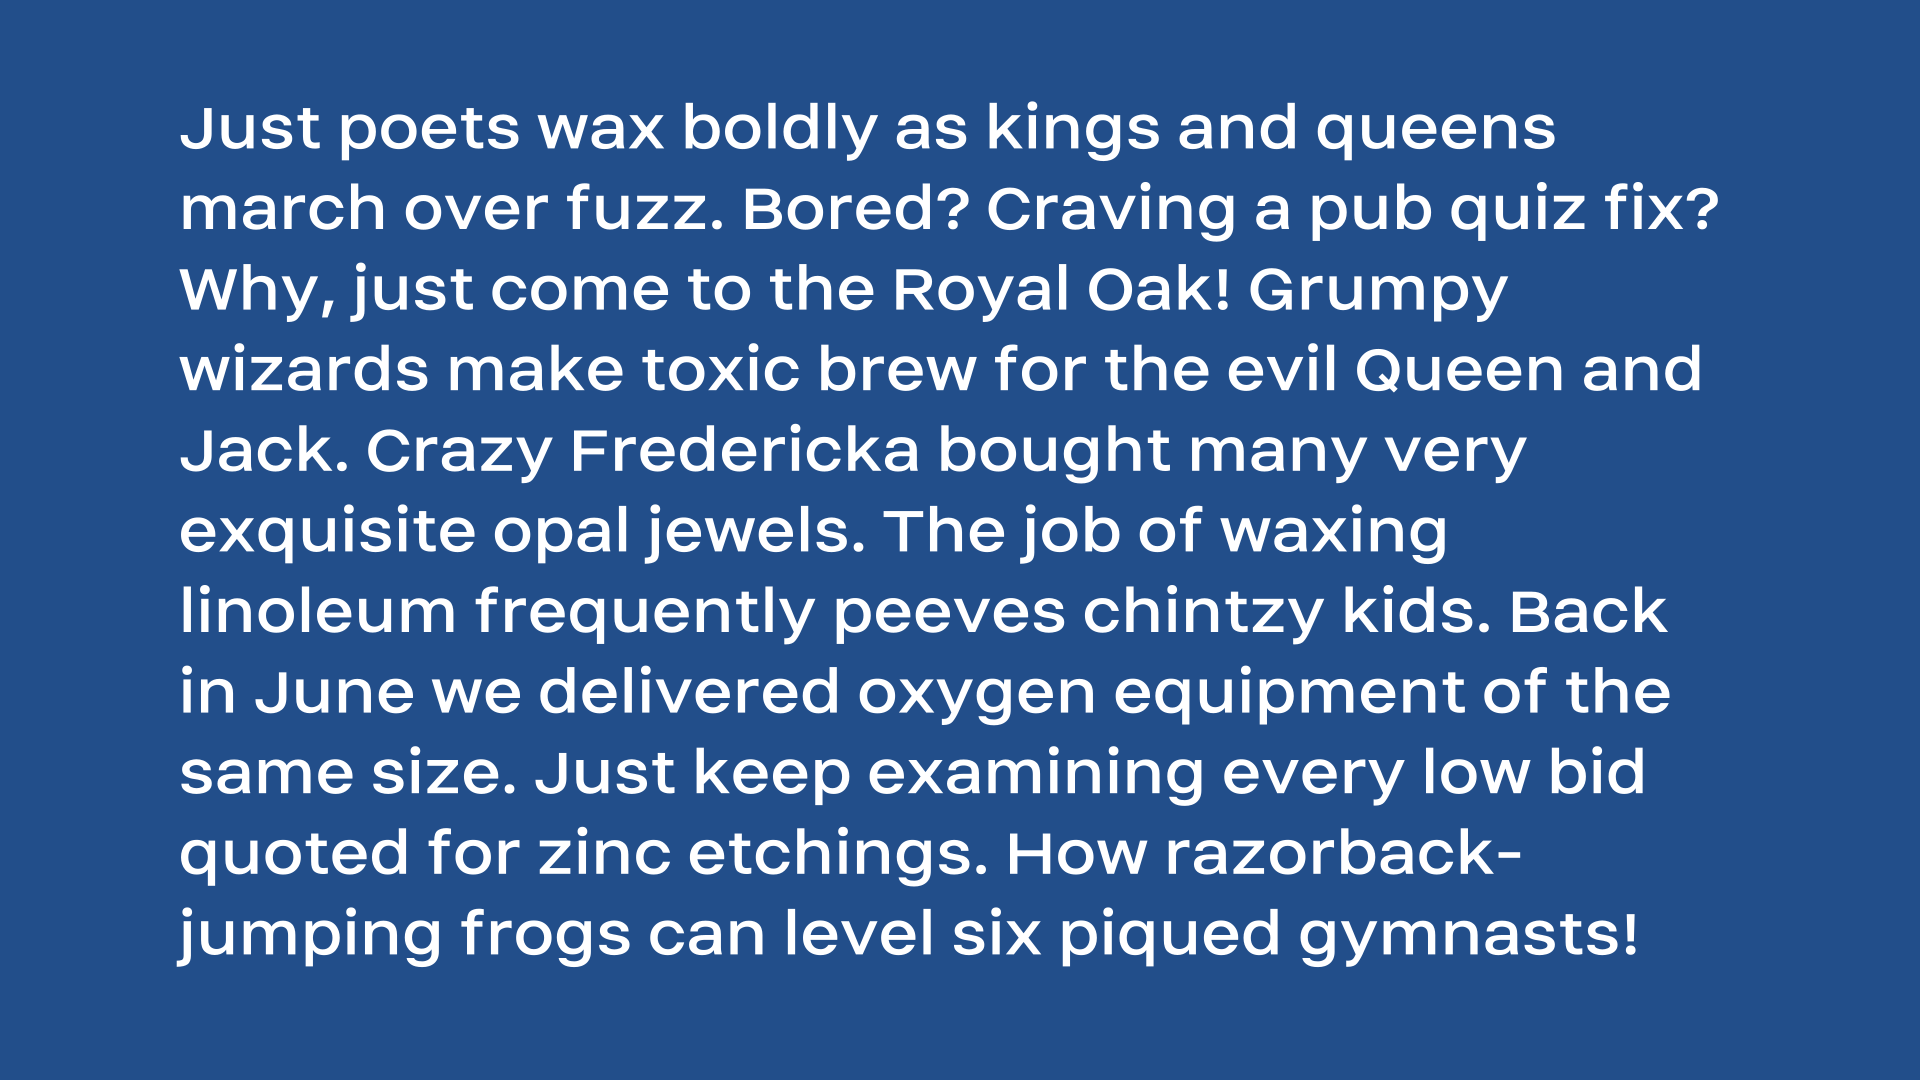 Just poets wax boldly as kings and queens
march over fuzz. Bored? Craving a pub quiz fix?
Why, just come to the Royal Oak! Grumpy
wizards make toxic brew for the evil Queen and
Jack. Crazy Fredericka bought many very
exquisite opal jewels. The job of waxing
linoleum frequently peeves chintzy kids. Back
in June we delivered oxygen equipment of the
same size. Just keep examining every low bid
quoted for zinc etchings. How razorback-
jumping frogs can level six piqued gymnasts!